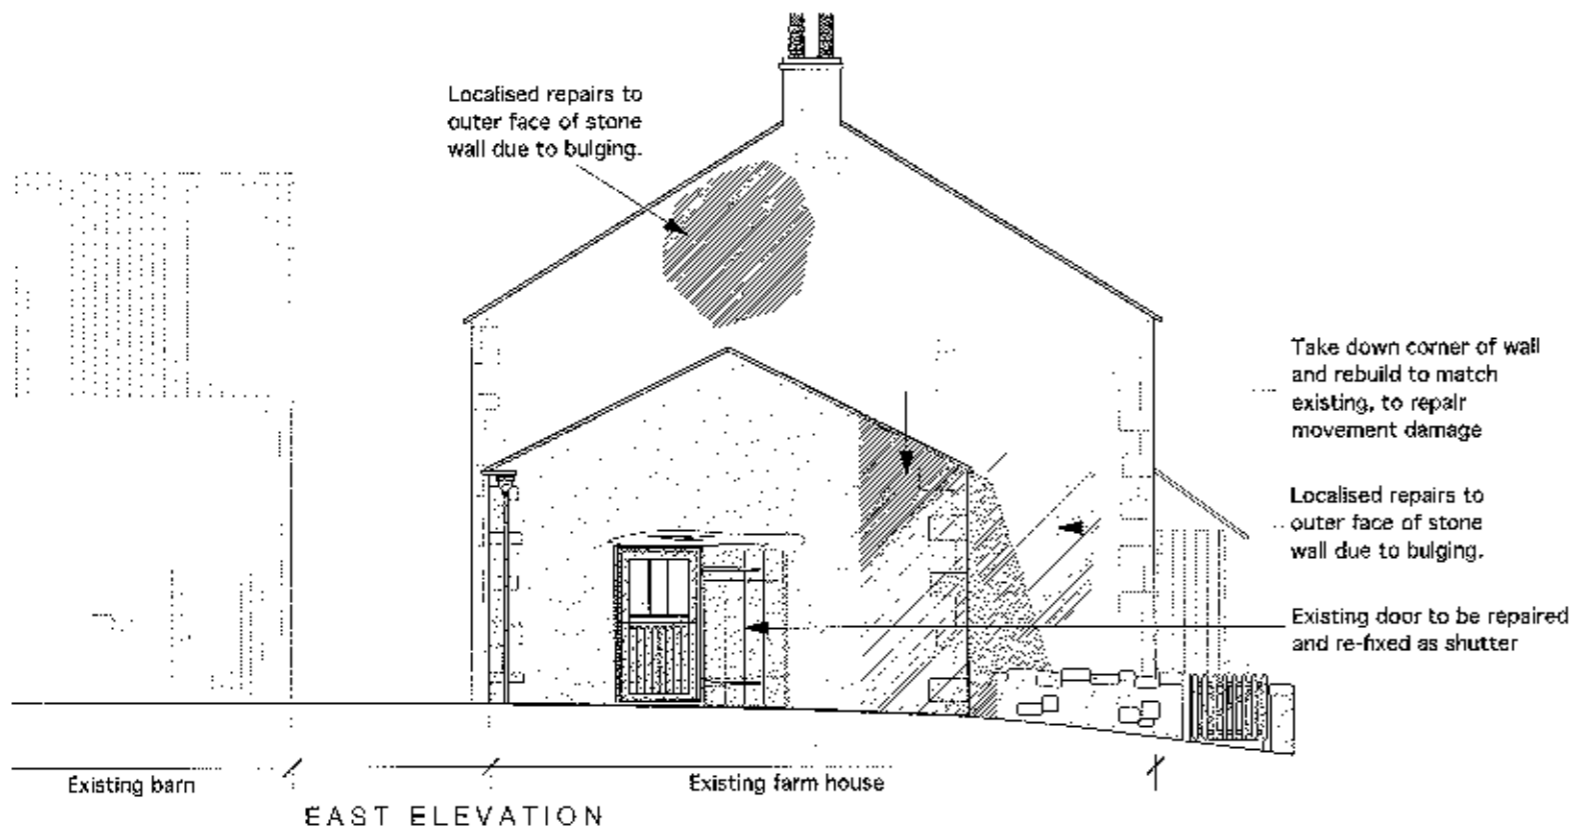 Localised repairs to
outer face of stone
wall due to bulging.
Take down corner of wall
and rebuild to match
existing, to repair
movement damage
Localised repairs to
outer face of stone
wall due to bulging.
Existing door to be repaired
and re-fixed as shutter
Existing barn
Existing farm house
EAST ELEVATION